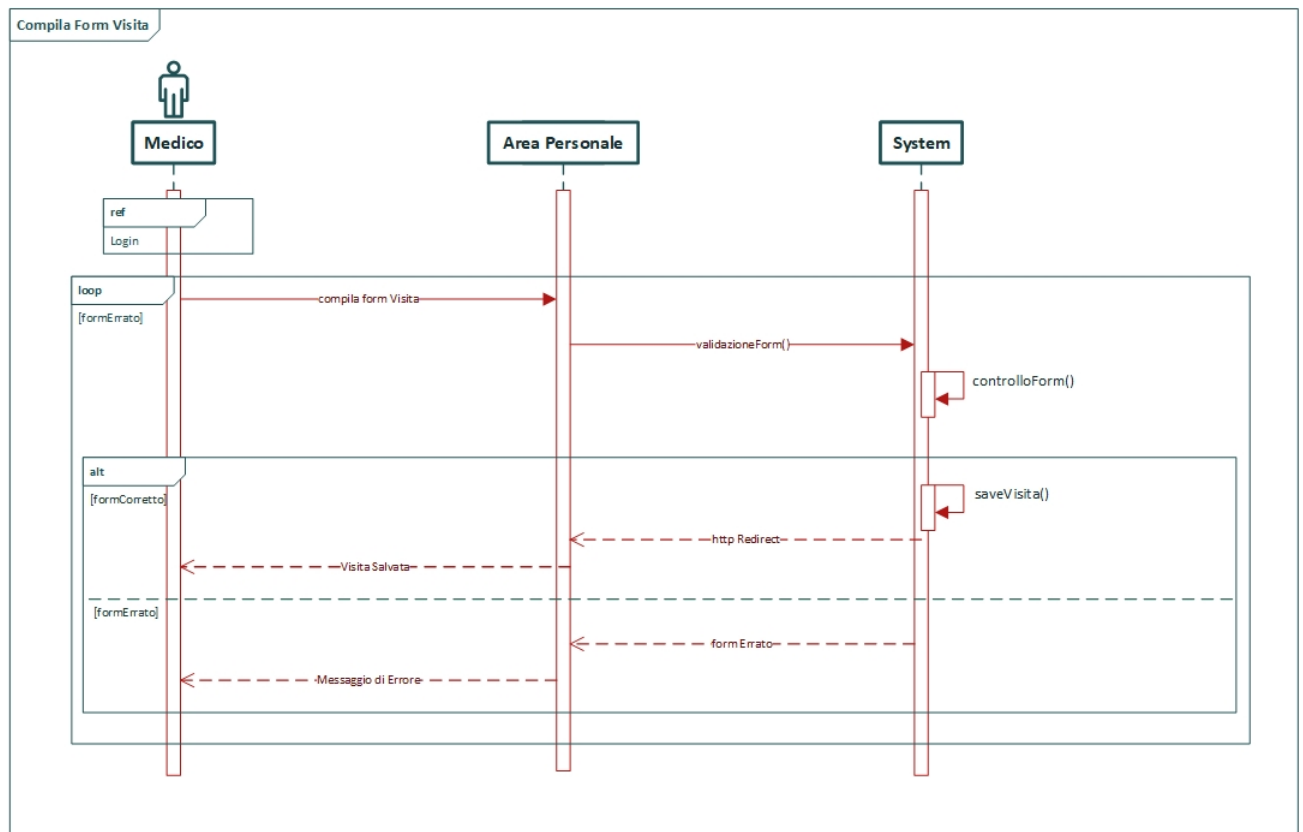 Compila Form Visita
Medico
Area Personale
System
ref
Login
loop
compila form Visita
[formErrato]
validazioneForm()
controlloForm()
alt
[formCorretto]
saveVisita()
http Redirect
Visita Salvata
[formErrato]
form Errato
Messaggio di Errore